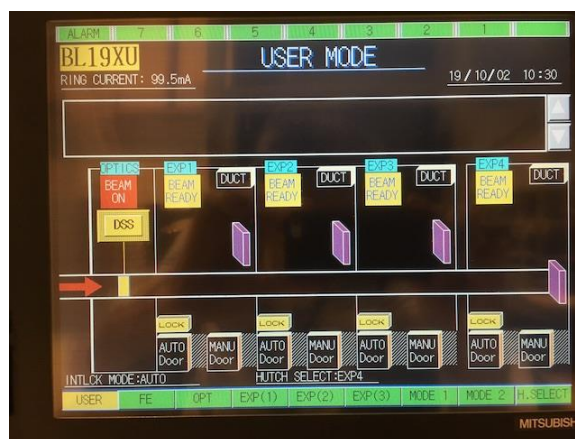 ALARM 7 6 5 4 3 2 1
BL19XU USER MODE
RING CURRENT: 99.5mA 19/10/02 10:30
OPTICS EXP1 EXP2 EXP3 EXP4
BEAM ON BEAM READY DUCT BEAM READY DUCT BEAM READY DUCT BEAM READY DUCT
DSS
LOCK LOCK LOCK LOCK
AUTO Door MANU Door AUTO Door MANU Door AUTO Door MANU Door AUTO Door MANU Door
INTLCK MODE:AUTO HUTCH SELECT:EXP4
USER FE OPT EXP(1) EXP(2) EXP(3) MODE 1 MODE 2 H.SELECT
MITSUBISH